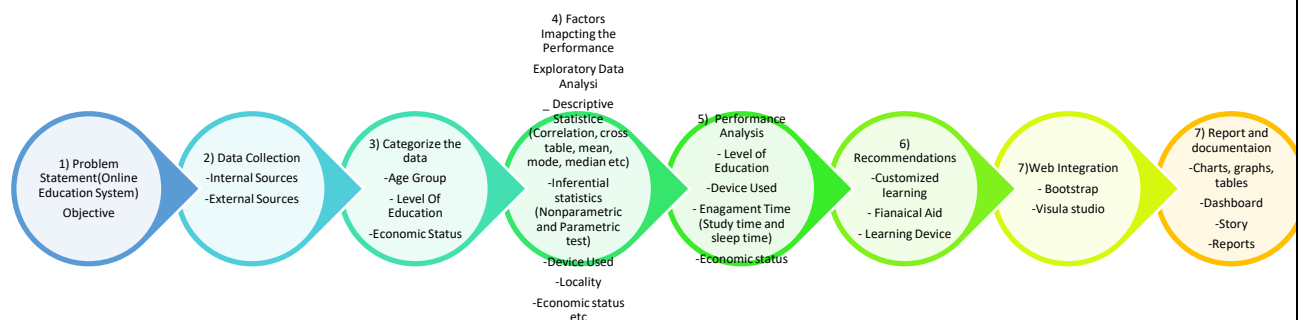 1) Problem
Statement(Online
Education System)
Objective
2) Data Collection
-Internal Sources
-External Sources
3) Categorize the
data
-Age Group
- Level Of
Education
-Economic Status
4) Factors
Imapcting the
Performance
Exploratory Data
Analysi
_ Descriptive
Statistice
(Correlation, cross
table, mean,
mode, median etc)
-Inferential
statistics
(Nonparametric
and Parametric
test)
-Device Used
-Locality
-Economic status
etc
5) Performance
Analysis
- Level of
Education
-Device Used
- Enagament Time
(Study time and
sleep time)
-Economic status
6)
Recommendations
-Customized
learning
- Fianaical Aid
- Learning Device
7)Web Integration
- Bootstrap
- Visula studio
7) Report and
documentaion
-Charts, graphs,
tables
-Dashboard
-Story
-Reports